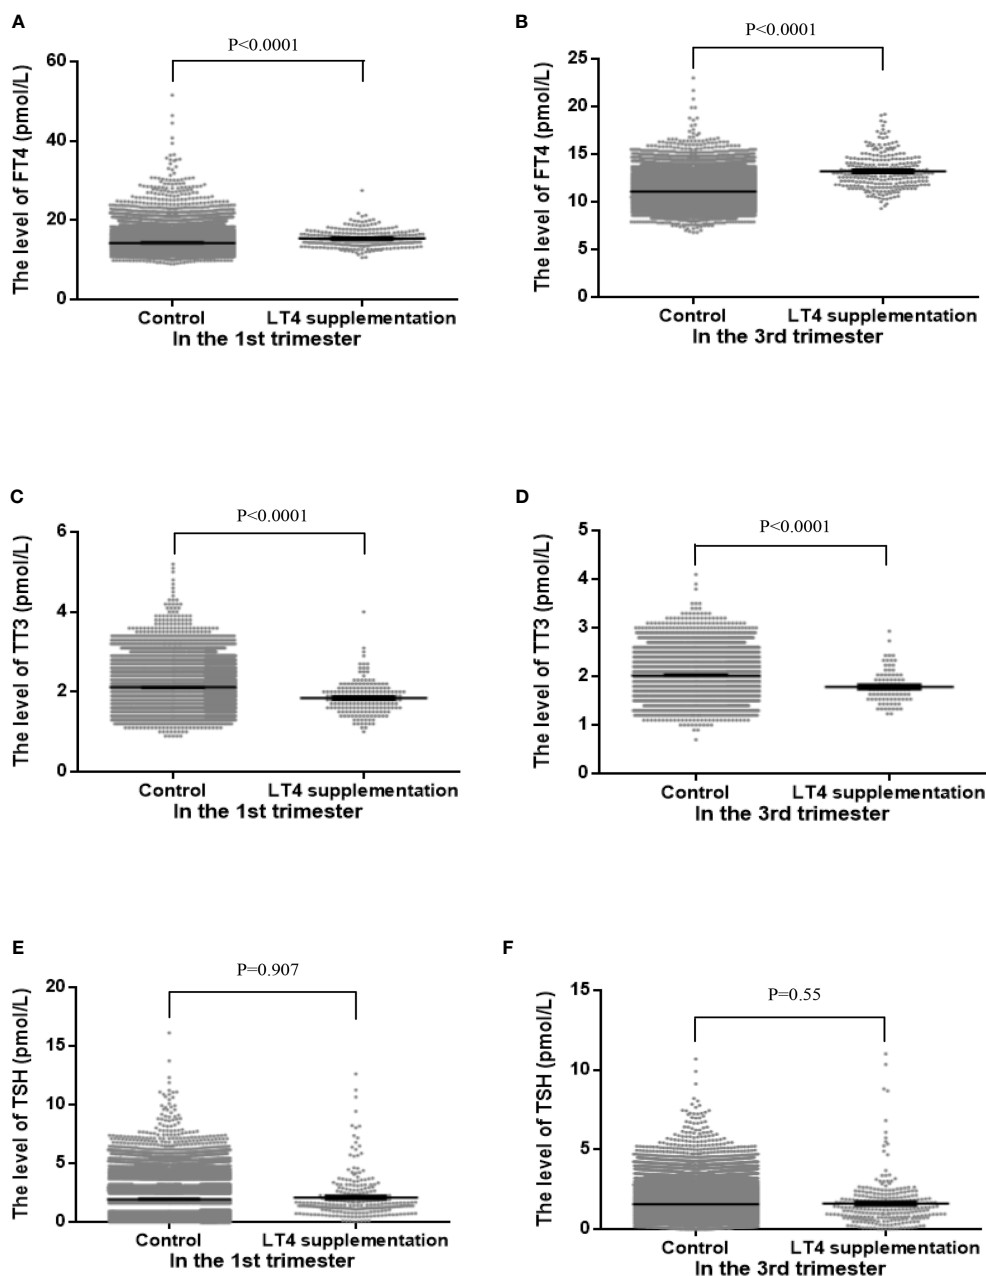 A
P<0.0001
The level of FT4 (pmol/L)
60
40
20
0
Control
LT4 supplementation
In the 1st trimester
B
P<0.0001
The level of FT4 (pmol/L)
25
20
15
10
5
0
Control
LT4 supplementation
In the 3rd trimester
C
P<0.0001
The level of TT3 (pmol/L)
6
4
2
0
Control
LT4 supplementation
In the 1st trimester
D
P<0.0001
The level of TT3 (pmol/L)
5
4
3
2
1
0
Control
LT4 supplementation
In the 3rd trimester
E
P=0.907
The level of TSH (pmol/L)
20
15
10
5
0
Control
LT4 supplementation
In the 1st trimester
F
P=0.55
The level of TSH (pmol/L)
15
10
5
0
Control
LT4 supplementation
In the 3rd trimester